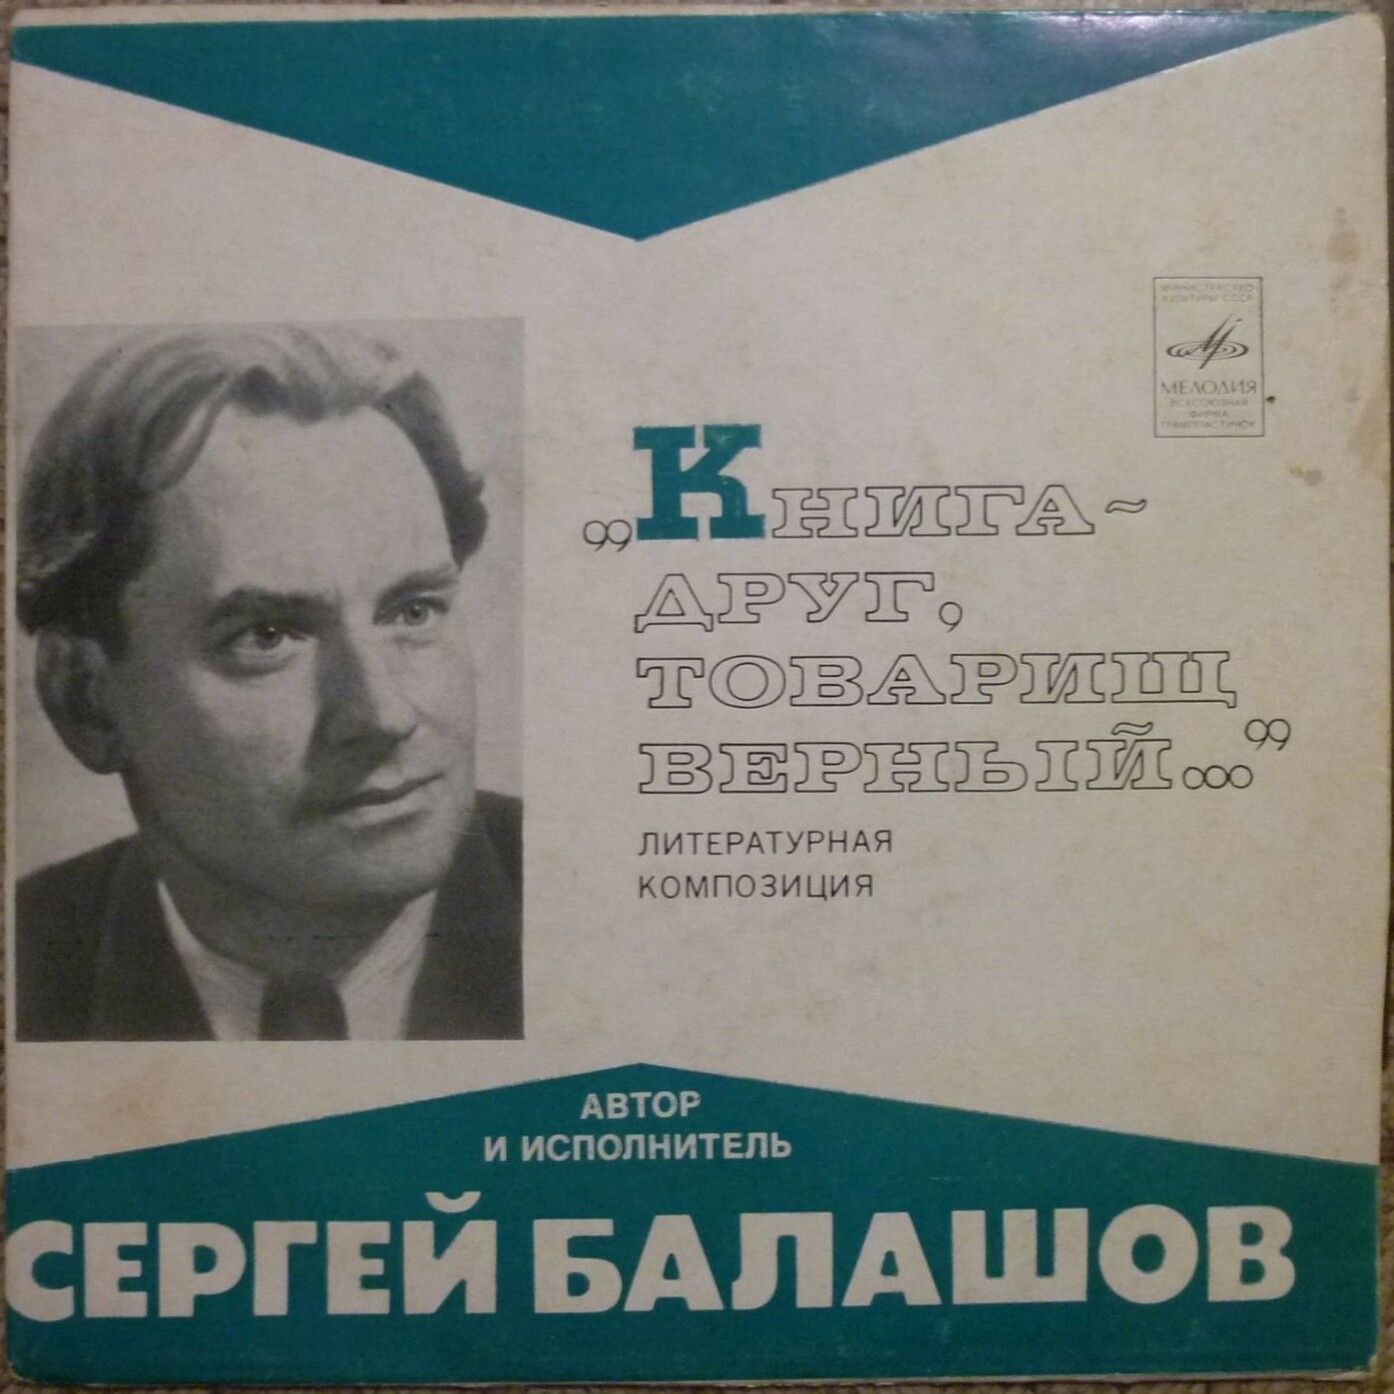 МИНИСТЕРСТВО
КУЛЬТУРЫ СССР
МЕЛОДИЯ
ВСЕСОЮЗНАЯ
ФИРМА
ГРАМПЛАСТИНОК
„КНИГА~
ДРУГ,
ТОВАРИЩ
ВЕРНЫЙ...”
ЛИТЕРАТУРНАЯ
КОМПОЗИЦИЯ
АВТОР
И ИСПОЛНИТЕЛЬ
СЕРГЕЙ БАЛАШОВ